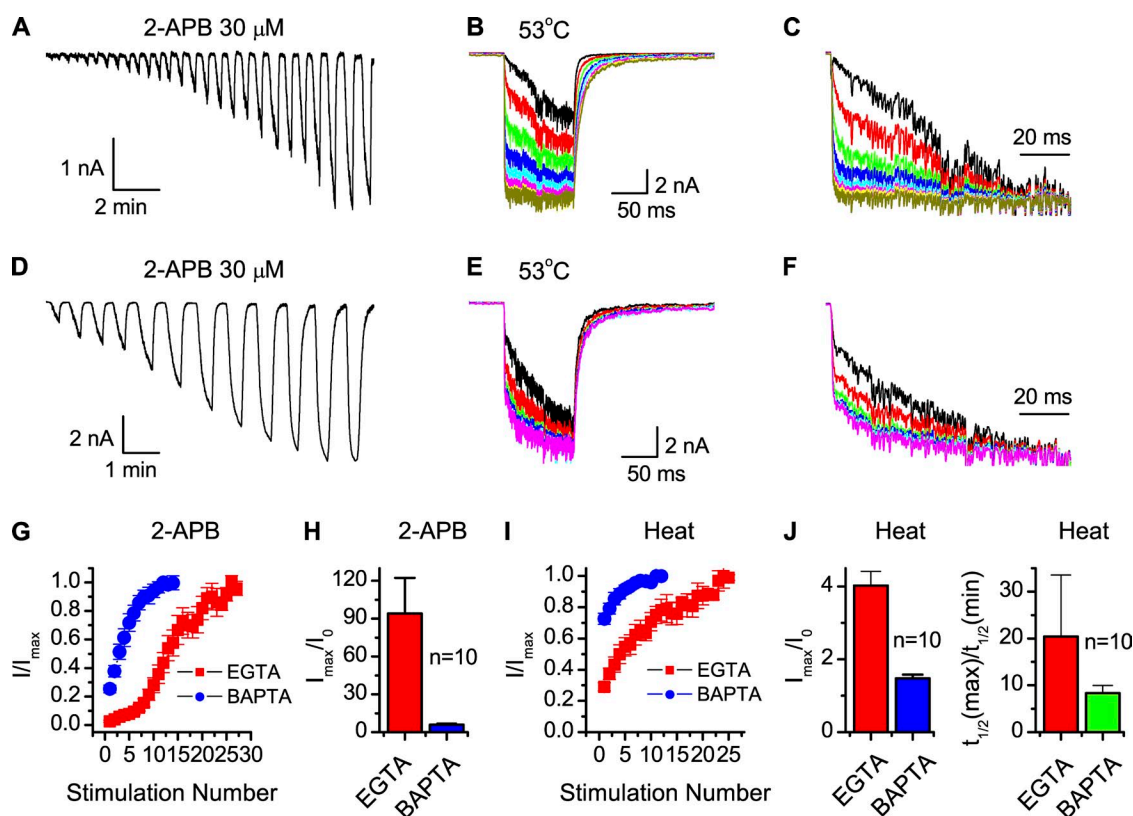 A 2-APB 30 μM B 53°C C
1 nA
2 min
2 nA
50 ms
20 ms
D 2-APB 30 μM E 53°C F
2 nA
1 min
2 nA
50 ms
20 ms
G 2-APB H 2-APB I Heat J Heat Heat
I/Imax
1.0
0.8
0.6
0.4
0.2
0.0
EGTA
BAPTA
0 5 10 15 20 25 30
Stimulation Number
Imax/I0
120
90
60
30
0
n=10
EGTA
BAPTA
I/Imax
1.0
0.8
0.6
0.4
0.2
0.0
EGTA
BAPTA
0 5 10 15 20 25
Stimulation Number
Imax/I0
4
2
0
n=10
EGTA
BAPTA
t1/2(max)/t1/2(min)
30
20
10
0
n=10
EGTA
BAPTA